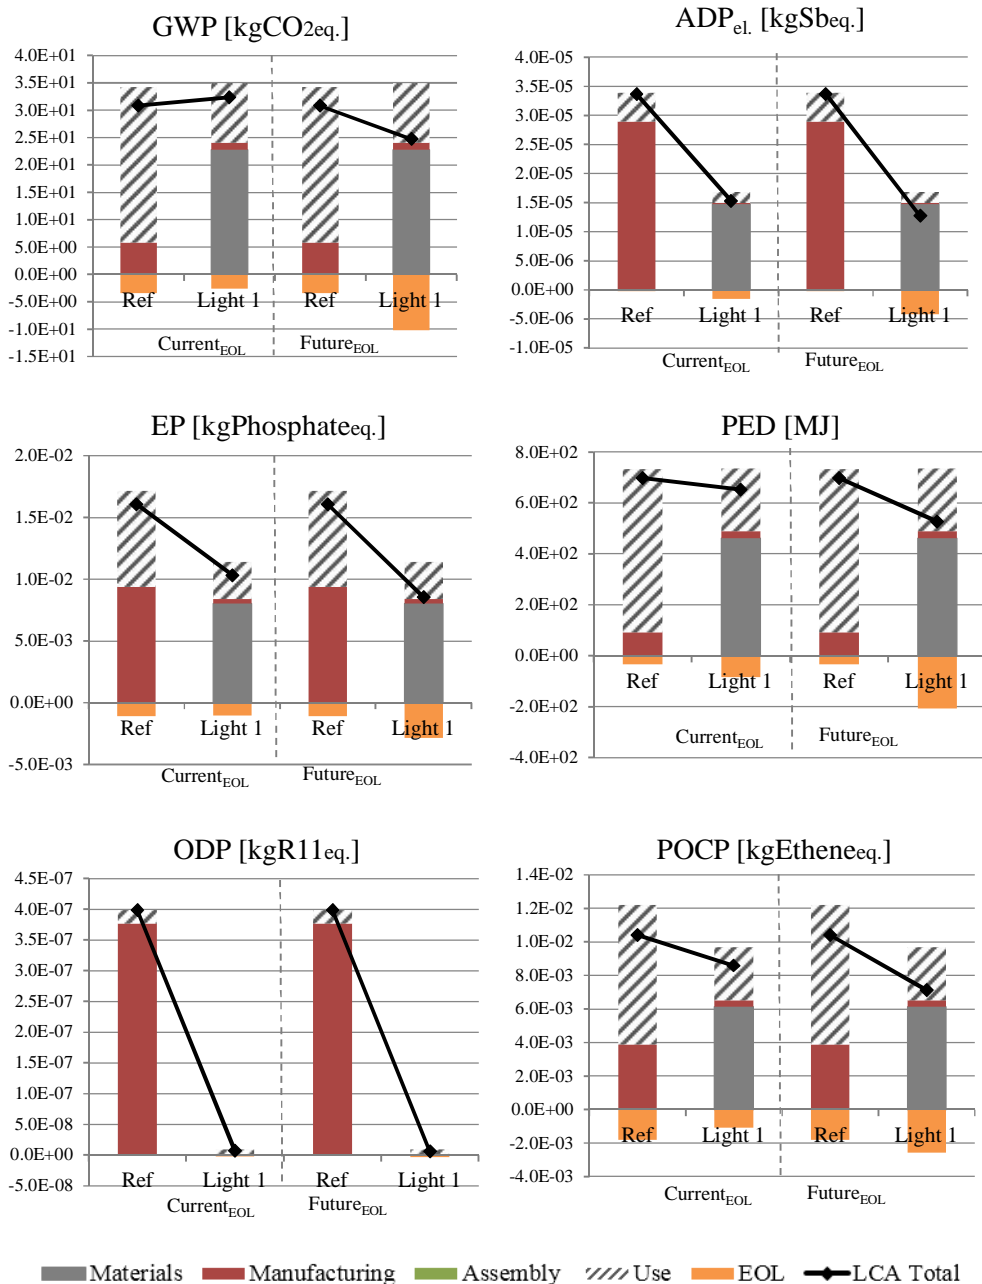 GWP [kgCO2eq.]
4.0E+01
3.5E+01
3.0E+01
2.5E+01
2.0E+01
1.5E+01
1.0E+01
5.0E+00
0.0E+00
-5.0E+00
-1.0E+01
-1.5E+01
Ref Light 1 Ref Light 1
CurrentEOL FutureEOL
ADPel. [kgSbeq.]
4.0E-05
3.5E-05
3.0E-05
2.5E-05
2.0E-05
1.5E-05
1.0E-05
5.0E-06
0.0E+00
-5.0E-06
-1.0E-05
Ref Light 1 Ref Light 1
CurrentEOL FutureEOL
EP [kgPhosphateeq.]
2.0E-02
1.5E-02
1.0E-02
5.0E-03
0.0E+00
-5.0E-03
Ref Light 1 Ref Light 1
CurrentEOL FutureEOL
PED [MJ]
8.0E+02
6.0E+02
4.0E+02
2.0E+02
0.0E+00
-2.0E+02
-4.0E+02
Ref Light 1 Ref Light 1
CurrentEOL FutureEOL
ODP [kgR11eq.]
4.5E-07
4.0E-07
3.5E-07
3.0E-07
2.5E-07
2.0E-07
1.5E-07
1.0E-07
5.0E-08
0.0E+00
-5.0E-08
Ref Light 1 Ref Light 1
CurrentEOL FutureEOL
POCP [kgEtheneeq.]
1.4E-02
1.2E-02
1.0E-02
8.0E-03
6.0E-03
4.0E-03
2.0E-03
0.0E+00
-2.0E-03
-4.0E-03
Ref Light 1 Ref Light 1
CurrentEOL FutureEOL
Materials Manufacturing Assembly Use EOL LCA Total